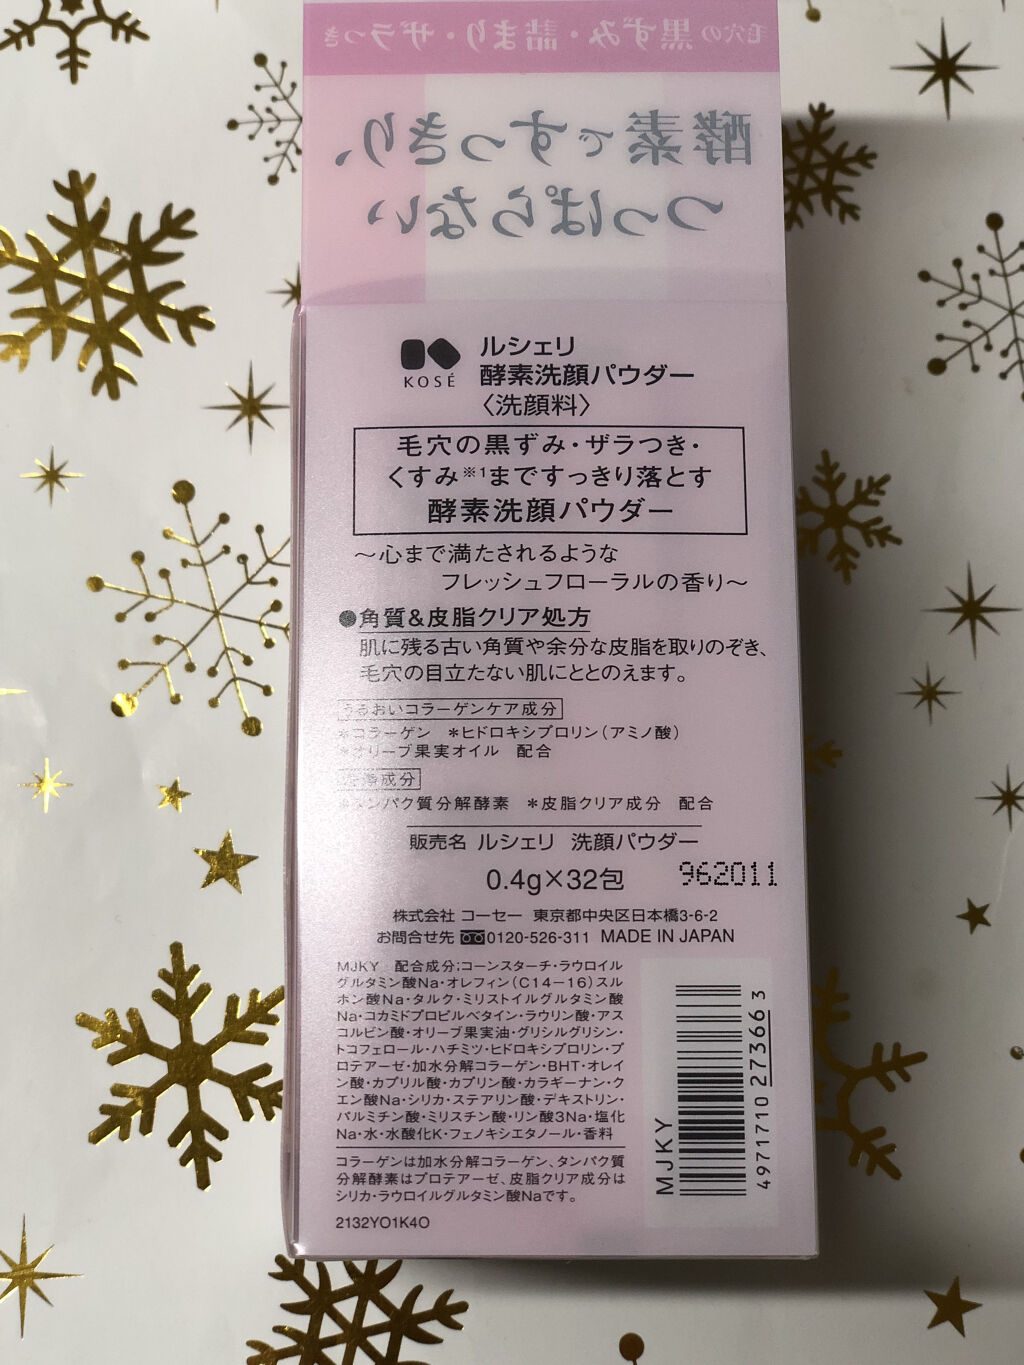 毛穴の黒ずみ・詰まり・ザラつき
酵素ですっきり、
つっぱらない
KOSÉ
ルシェリ
酵素洗顔パウダー
〈洗顔料〉
毛穴の黒ずみ・ザラつき・
くすみ※1まですっきり落とす
酵素洗顔パウダー
～心まで満たされるような
フレッシュフローラルの香り～
●角質&皮脂クリア処方
肌に残る古い角質や余分な皮脂を取りのぞき、
毛穴の目立たない肌にととのえます。
うるおいコラーゲンケア成分
＊コラーゲン ＊ヒドロキシプロリン（アミノ酸）
＊オリーブ果実オイル 配合
洗浄成分
＊タンパク質分解酵素 ＊皮脂クリア成分 配合
販売名 ルシェリ 洗顔パウダー
0.4g×32包
962011
株式会社 コーセー 東京都中央区日本橋3-6-2
お問合せ先 0120-526-311 MADE IN JAPAN
MJKY 配合成分;コーンスターチ・ラウロイル
グルタミン酸Na・オレフィン（C14－16）スル
ホン酸Na・タルク・ミリストイルグルタミン酸
Na・コカミドプロピルベタイン・ラウリン酸・アス
コルビン酸・オリーブ果実油・グリシルグリシン・
トコフェロール・ハチミツ・ヒドロキシプロリン・プ
ロテアーゼ・加水分解コラーゲン・BHT・オレイ
ン酸・カプリル酸・カプリン酸・カラギーナン・ク
エン酸Na・シリカ・ステアリン酸・デキストリン・
パルミチン酸・ミリスチン酸・リン酸3Na・塩化
Na・水・水酸化K・フェノキシエタノール・香料
コラーゲンは加水分解コラーゲン、タンパク質
分解酵素はプロテアーゼ、皮脂クリア成分は
シリカ・ラウロイルグルタミン酸Naです。
2132YO1K4O
MJKY
4971710 273663